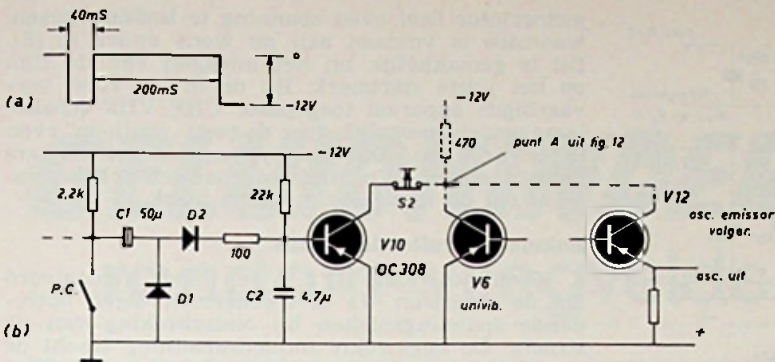 40mS
200mS
o
-12V
(a)
-12V
-12V
470
punt A uit fig. 12
2,2k
C1 50µ
D2
22k
100
S2
V10
OC308
V6
univib.
V12
osc. emissor
volger.
osc. uit
P.C.
D1
C2
4,7µ
(b)
+